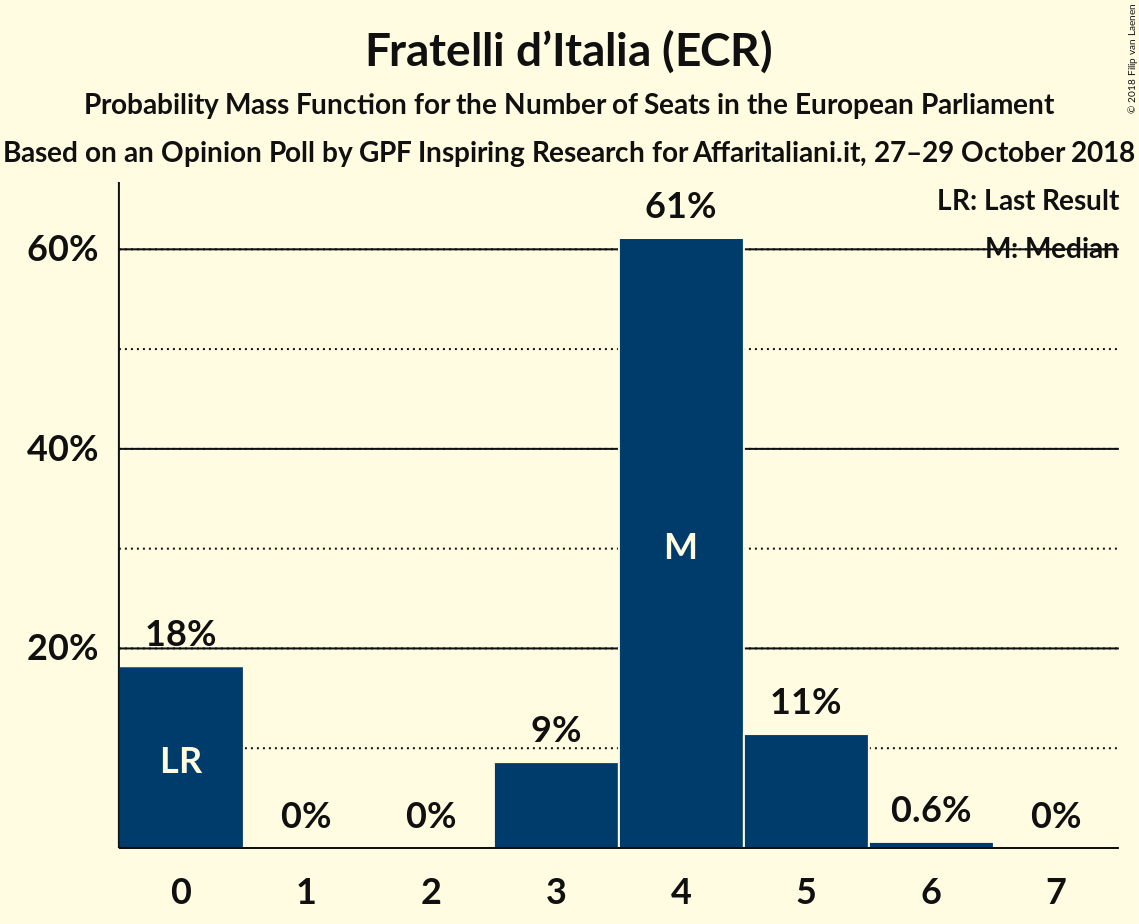 Fratelli d’Italia (ECR)
Probability Mass Function for the Number of Seats in the European Parliament
Based on an Opinion Poll by GPF Inspiring Research for Affaritaliani.it, 27–29 October 2018
© 2018 Filip van Laenen
LR: Last Result
M: Median
60%
40%
20%
18%
0%
0%
9%
61%
11%
0.6%
0%
LR
M
0 1 2 3 4 5 6 7